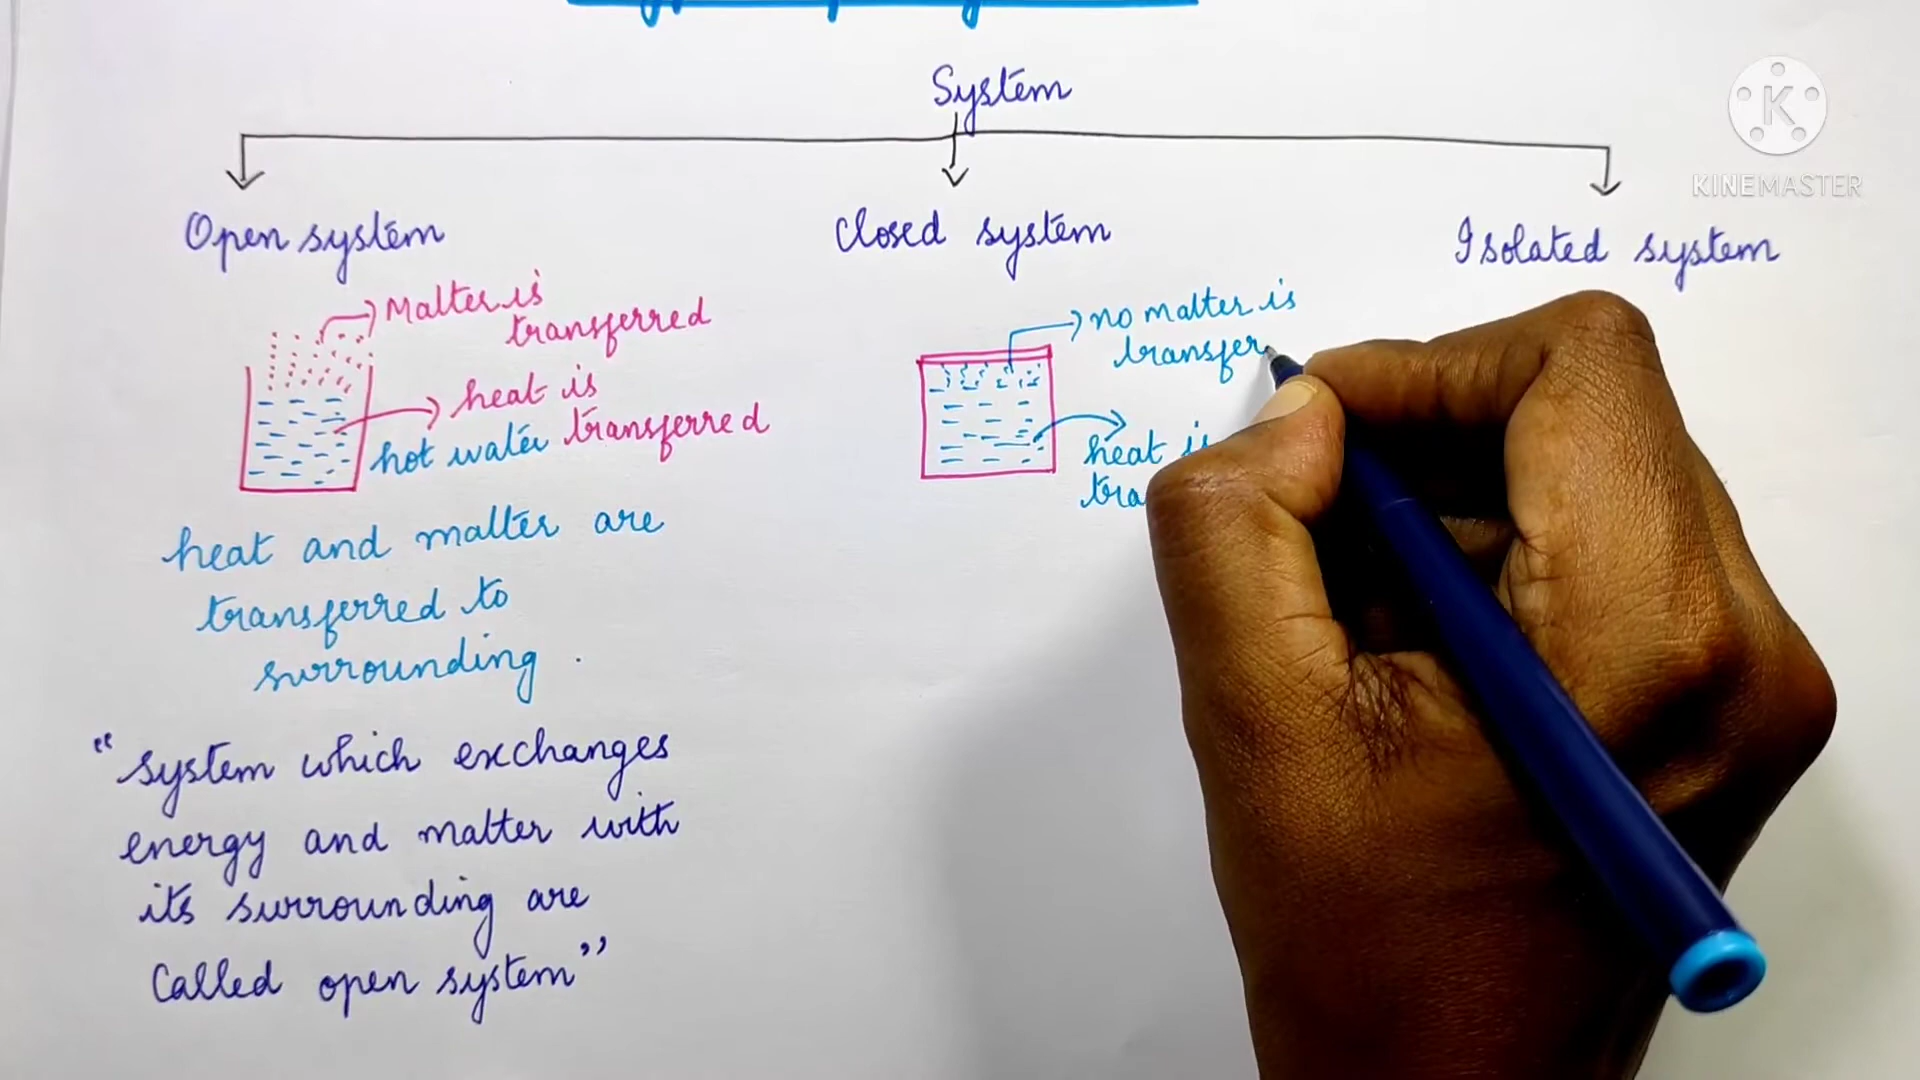 System
Open system
Closed system
Isolated system
Matter is
transferred
heat is
transferred
hot water
heat and matter are
transferred to
surrounding .
"system which exchanges
energy and matter with
its surrounding are
Called open system"
no matter is
transfer
heat is
tra
KINEMASTER